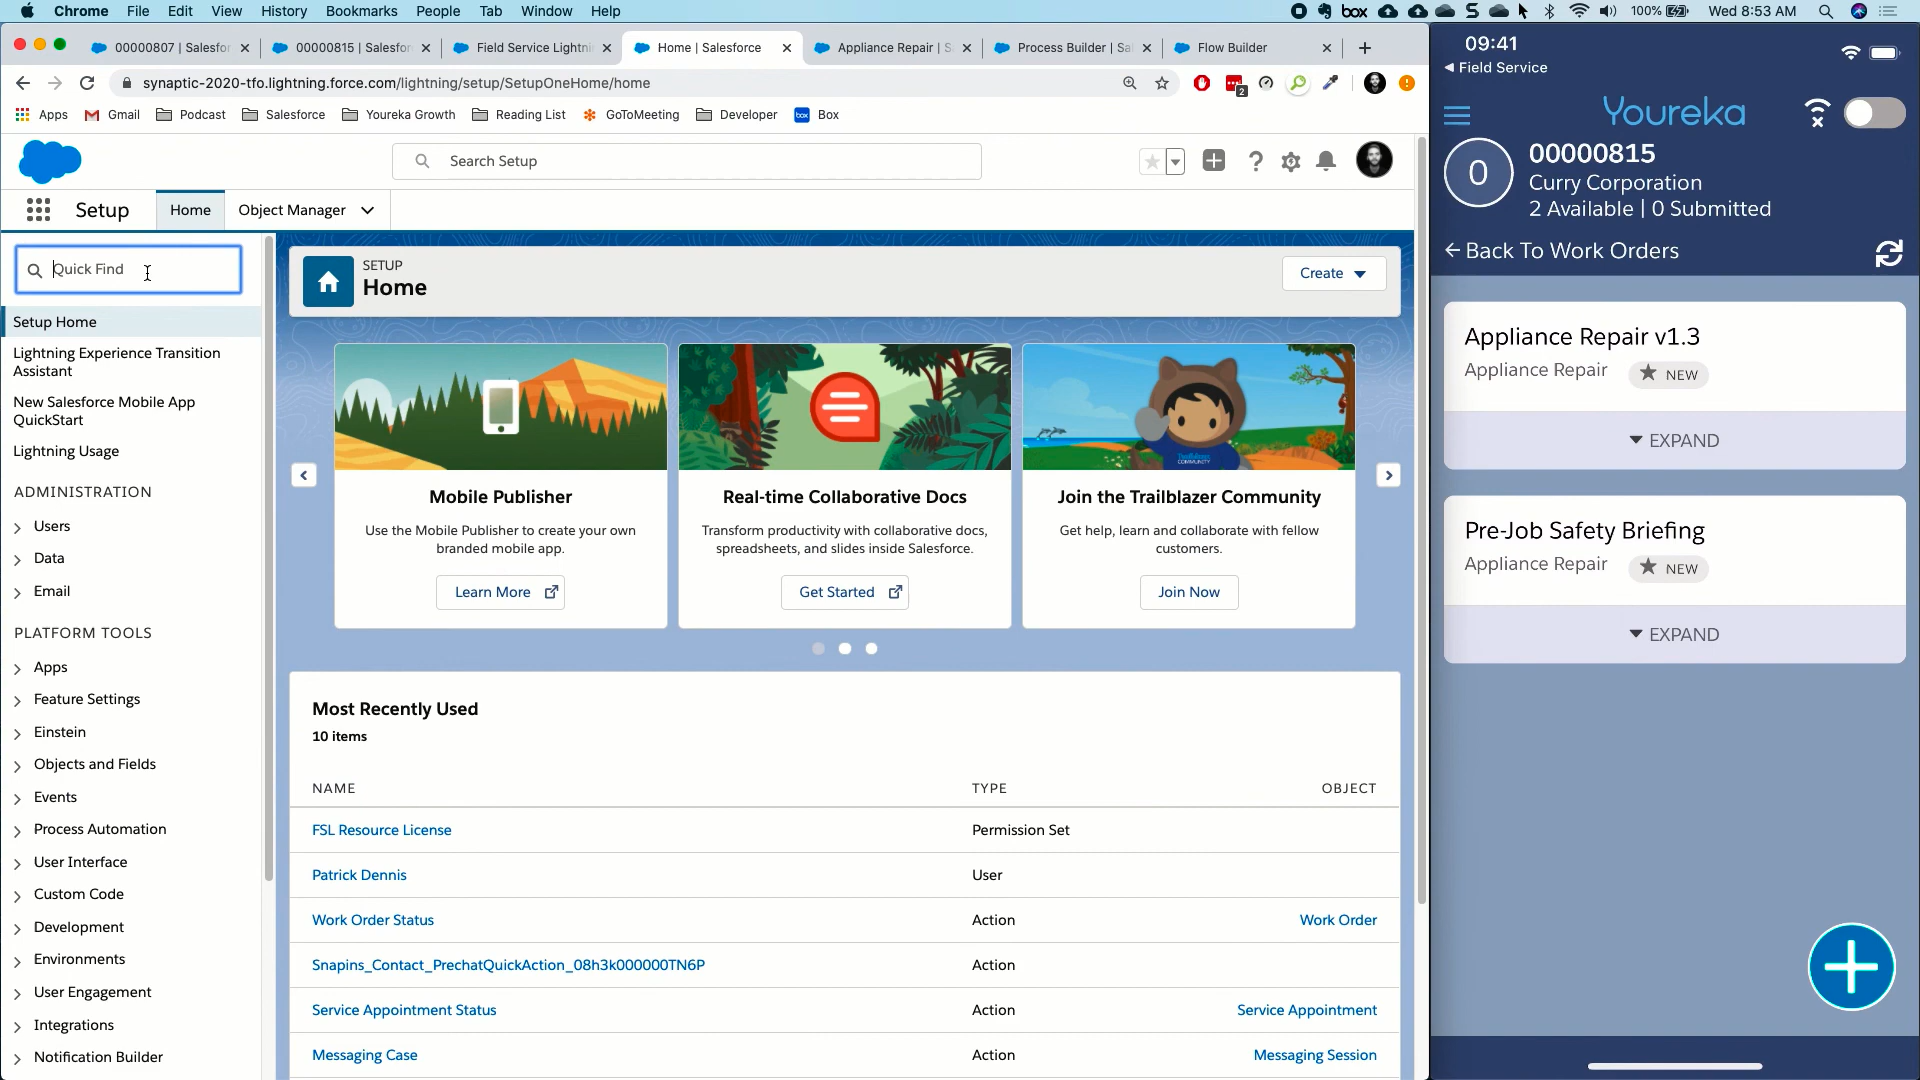 Chrome File Edit View History Bookmarks People Tab Window Help box 100% Wed 8:53 AM
00000807 | Salesfor 00000815 | Salesfor Field Service Lightni Home | Salesforce Appliance Repair | S Process Builder | Sa Flow Builder
synaptic-2020-tfo.lightning.force.com/lightning/setup/SetupOneHome/home 2
Apps Gmail Podcast Salesforce Youreka Growth Reading List GoToMeeting Developer box Box
Search Setup
Setup Home Object Manager
Quick Find
Setup Home
Lightning Experience Transition
Assistant
New Salesforce Mobile App
QuickStart
Lightning Usage
ADMINISTRATION
Users
Data
Email
PLATFORM TOOLS
Apps
Feature Settings
Einstein
Objects and Fields
Events
Process Automation
User Interface
Custom Code
Development
Environments
User Engagement
Integrations
Notification Builder
SETUP
Home
Create
Mobile Publisher
Use the Mobile Publisher to create your own
branded mobile app.
Learn More
Real-time Collaborative Docs
Transform productivity with collaborative docs,
spreadsheets, and slides inside Salesforce.
Get Started
TRAILBLAZER
COMMUNITY
Join the Trailblazer Community
Get help, learn and collaborate with fellow
customers.
Join Now
Most Recently Used
10 items
NAME TYPE OBJECT
FSL Resource License Permission Set
Patrick Dennis User
Work Order Status Action Work Order
Snapins_Contact_PrechatQuickAction_08h3k000000TN6P Action
Service Appointment Status Action Service Appointment
Messaging Case Action Messaging Session
09:41
Field Service
Youreka
0
00000815
Curry Corporation
2 Available | 0 Submitted
Back To Work Orders
Appliance Repair v1.3
Appliance Repair NEW
EXPAND
Pre-Job Safety Briefing
Appliance Repair NEW
EXPAND